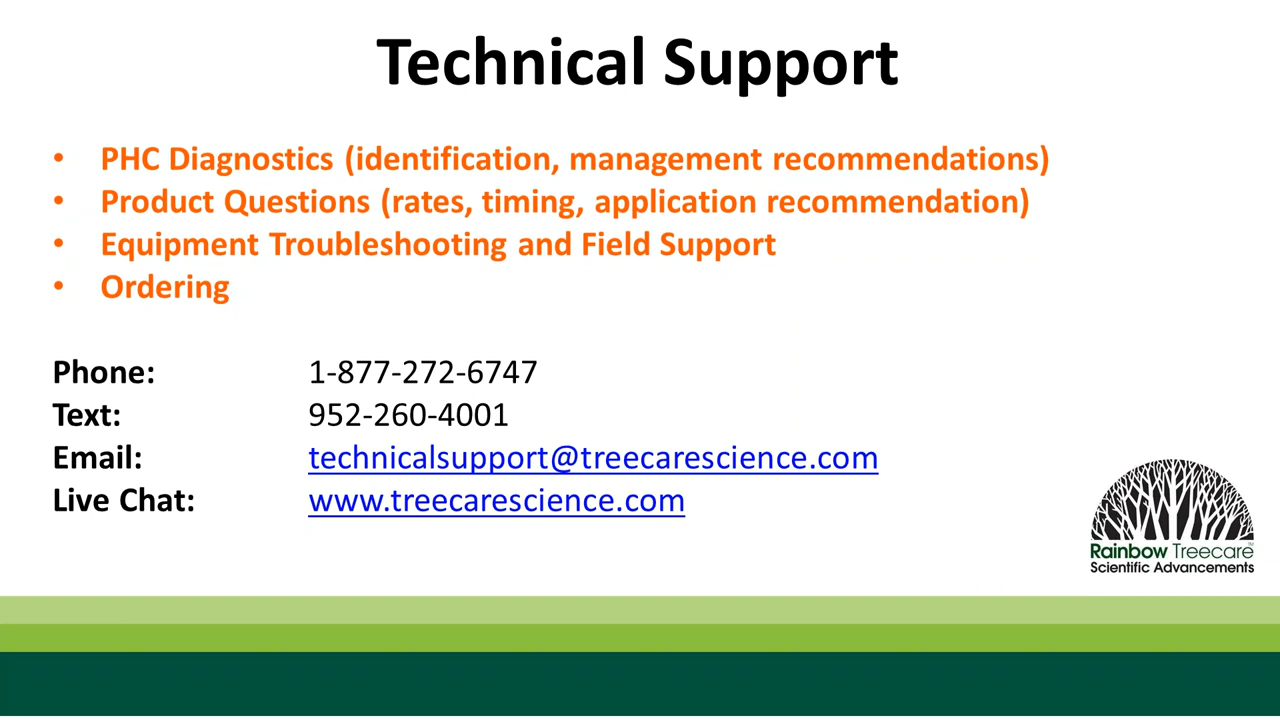 Technical Support
• PHC Diagnostics (identification, management recommendations)
• Product Questions (rates, timing, application recommendation)
• Equipment Troubleshooting and Field Support
• Ordering
Phone: 1-877-272-6747
Text: 952-260-4001
Email: technicalsupport@treecarescience.com
Live Chat: www.treecarescience.com
Rainbow Treecare™
Scientific Advancements